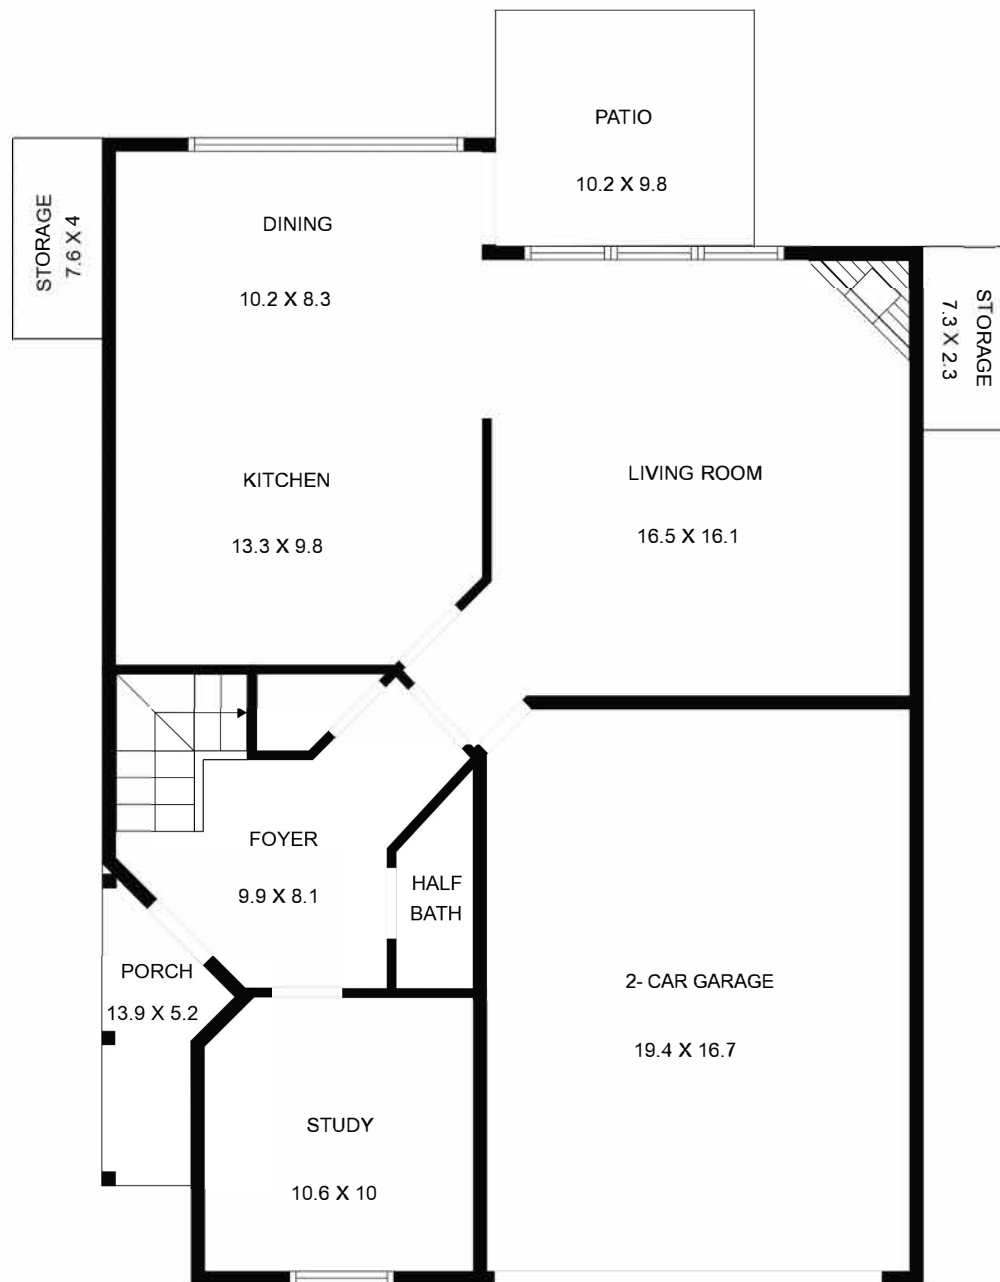 PATIO
10.2 X 9.8
STORAGE
7.6 X 4
DINING
10.2 X 8.3
STORAGE
7.3 X 2.3
KITCHEN
13.3 X 9.8
LIVING ROOM
16.5 X 16.1
FOYER
9.9 X 8.1
HALF
BATH
PORCH
13.9 X 5.2
2- CAR GARAGE
19.4 X 16.7
STUDY
10.6 X 10